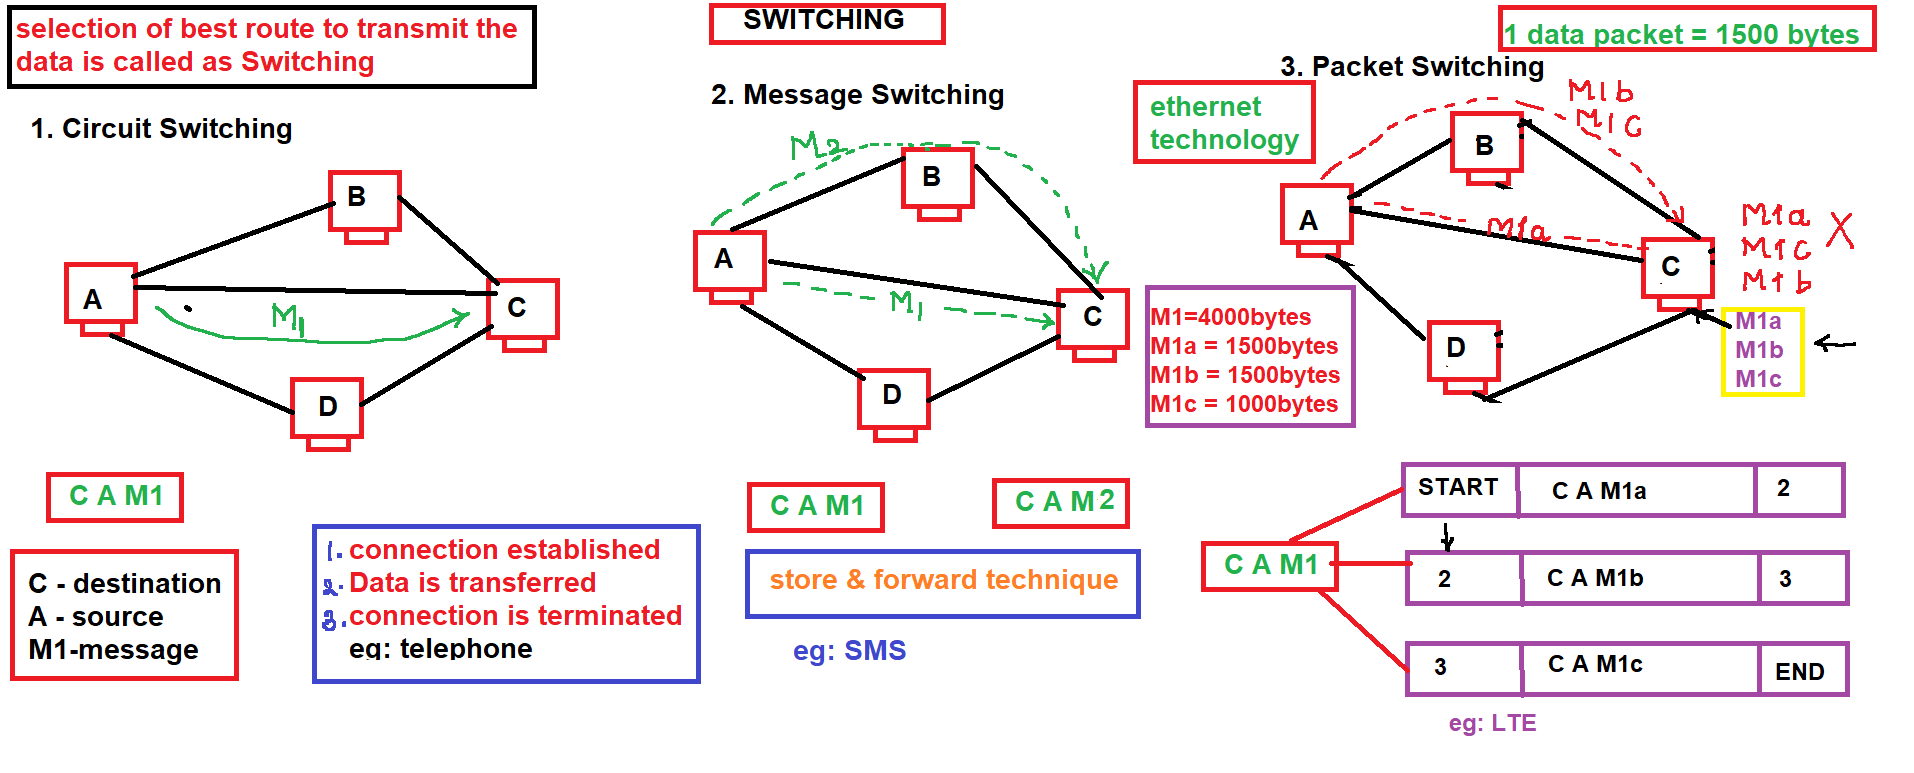 selection of best route to transmit the
data is called as Switching
SWITCHING
1 data packet = 1500 bytes
1. Circuit Switching
B
A
C
M1
D
C A M1
C - destination
A - source
M1-message
1. connection established
2. Data is transferred
3. connection is terminated
eg: telephone
2. Message Switching
M2
B
A
M1
C
D
C A M1
C A M 2
store & forward technique
eg: SMS
3. Packet Switching
ethernet
technology
M1b
M1C
B
A
M1a
C
M1a
M1C
M1b
X
D
M1a
M1b
M1c
M1=4000bytes
M1a = 1500bytes
M1b = 1500bytes
M1c = 1000bytes
C A M1
START C A M1a 2
2 C A M1b 3
3 C A M1c END
eg: LTE